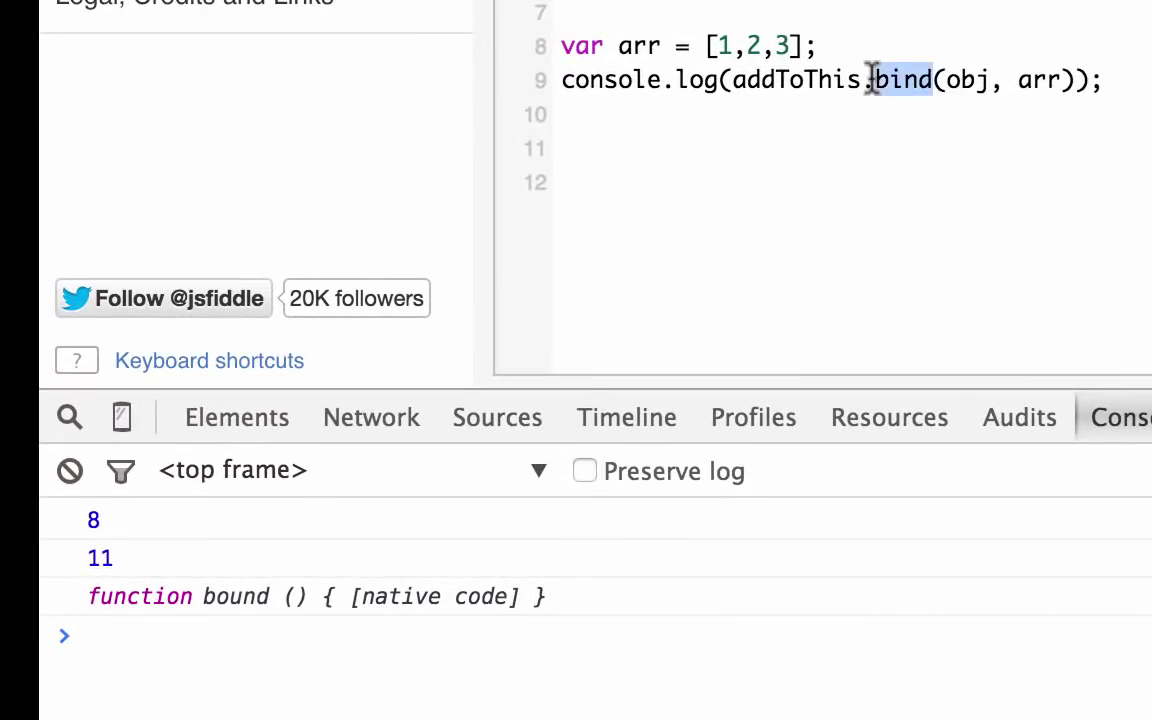 Legal, Credits and Links
7
8 var arr = [1,2,3];
9 console.log(addToThis.bind(obj, arr));
10
11
12
Follow @jsfiddle 20K followers
? Keyboard shortcuts
Elements Network Sources Timeline Profiles Resources Audits Conso
<top frame> ▼ Preserve log
8
11
function bound () { [native code] }
>